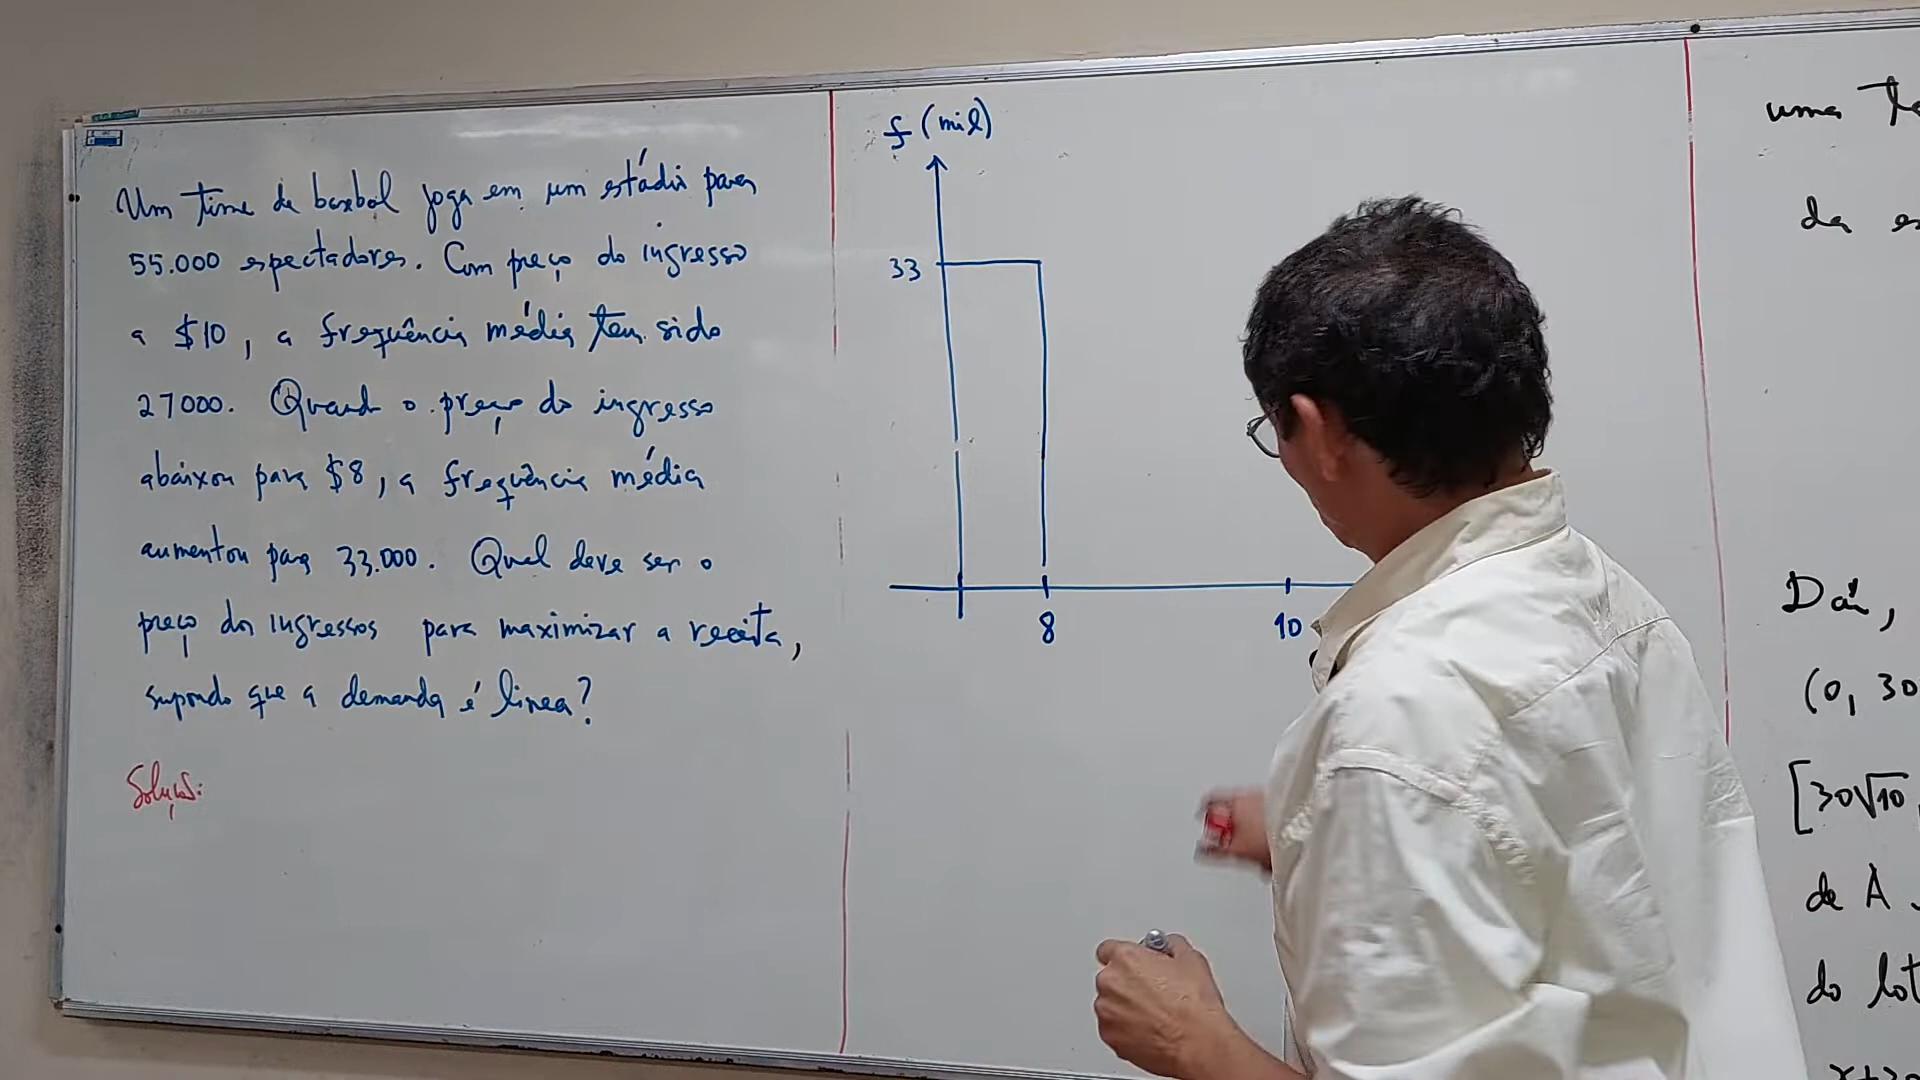 Um time de baseball joga em um estádio para
55.000 espectadores. Com preço do ingresso
a $10, a frequência média tem sido
27000. Quando o preço do ingresso
abaixou para $8, a frequência média
aumentou para 33.000. Qual deve ser o
preço dos ingressos para maximizar a receita,
supondo que a demanda é linea?
Solução:
f (mil)
33
8
10
uma
da
Daí,
(0, 30
[30√10,
de A
do lot